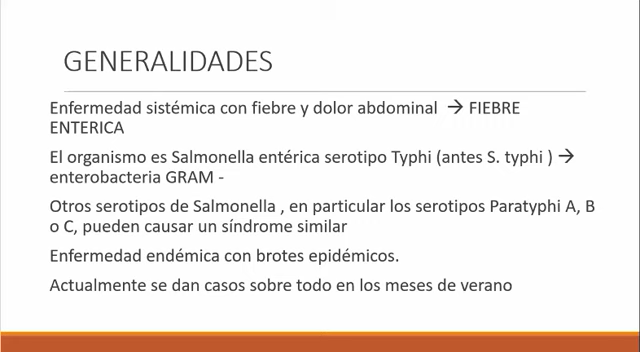 GENERALIDADES
Enfermedad sistémica con fiebre y dolor abdominal → FIEBRE
ENTERICA
El organismo es Salmonella entérica serotipo Typhi (antes S. typhi ) →
enterobacteria GRAM -
Otros serotipos de Salmonella , en particular los serotipos Paratyphi A, B
o C, pueden causar un síndrome similar
Enfermedad endémica con brotes epidémicos.
Actualmente se dan casos sobre todo en los meses de verano